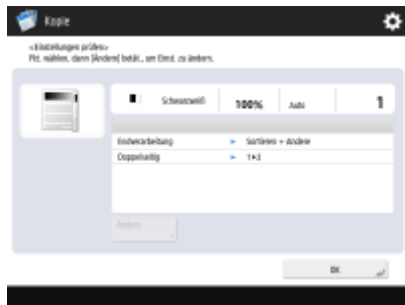 Kopie
<Einstellungen prüfen>
Pkt. wählen, dann [Ändern] betät., um Einst. zu ändern.
Schwarzweiß 100% Auto 1
Endverarbeitung ► Sortieren + Andere
Doppelseitig ► 1►2
Ändern
OK